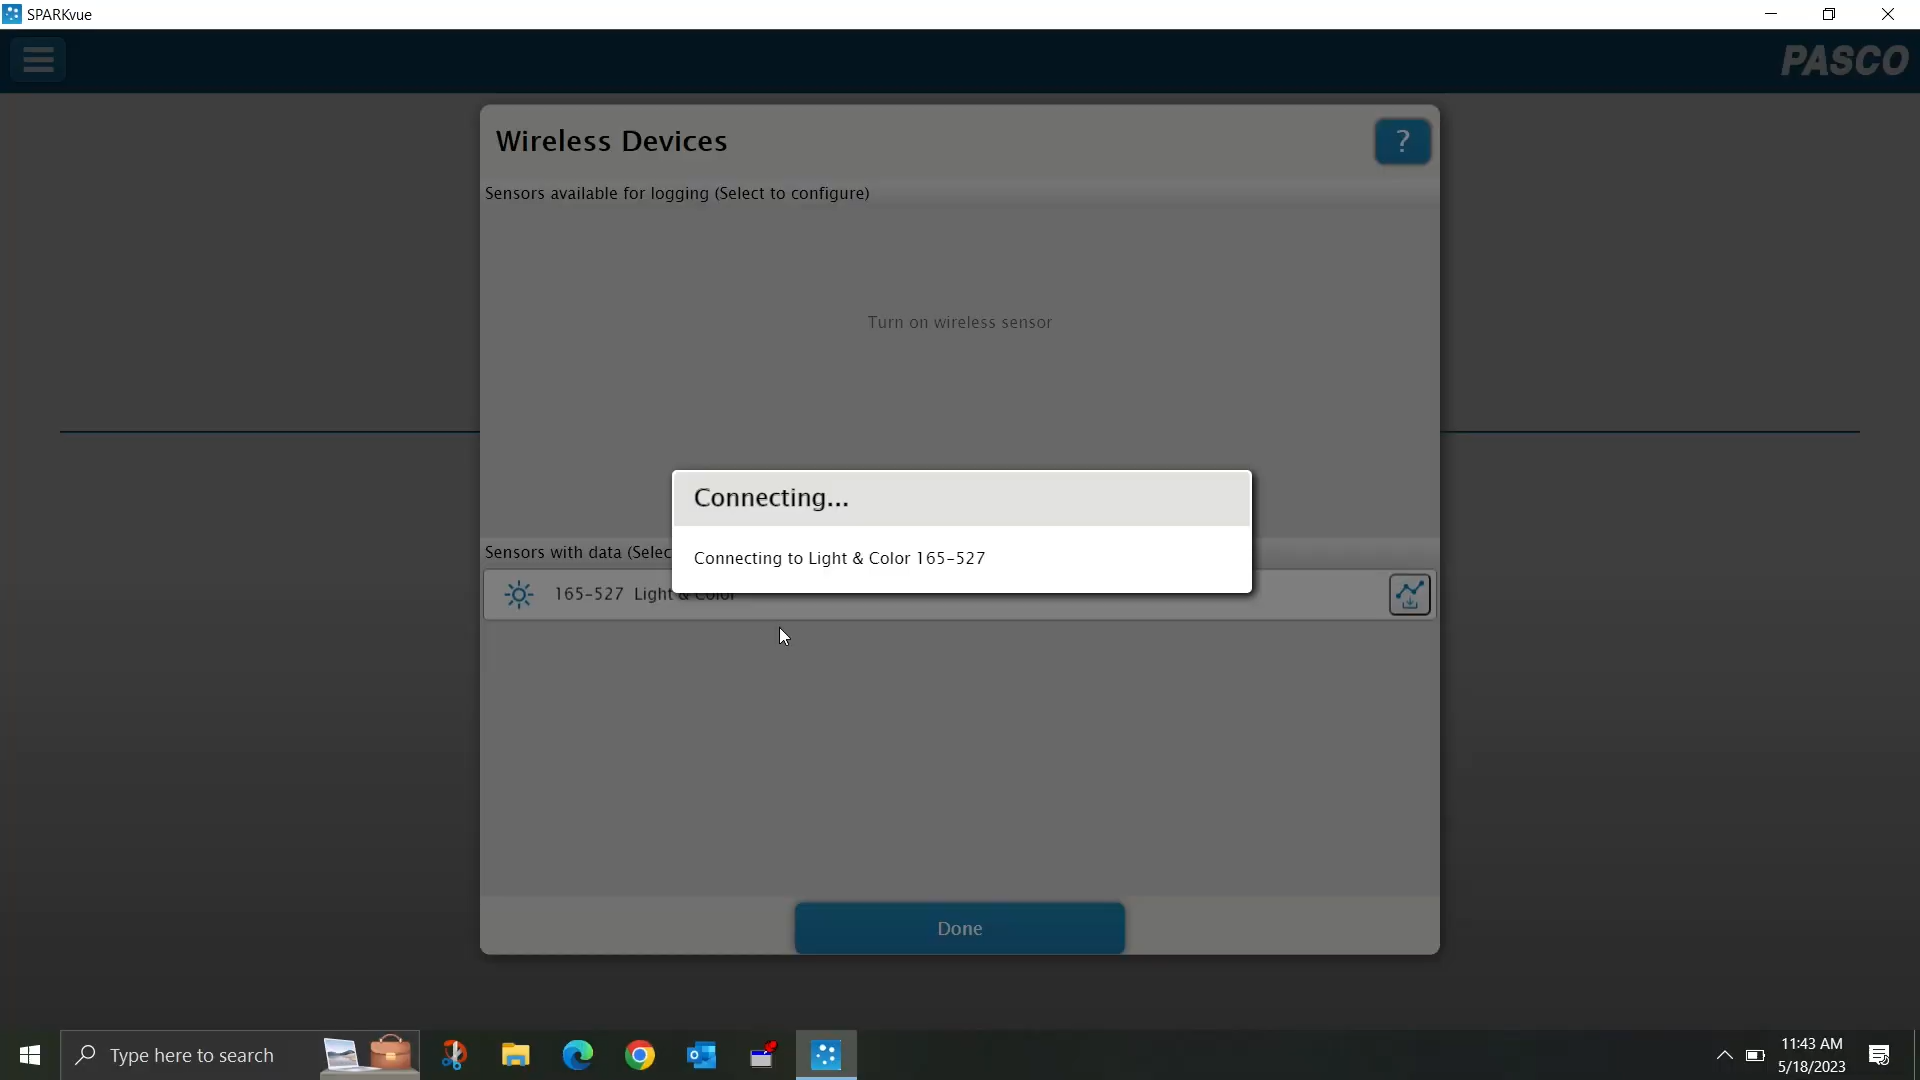 SPARKvue
PASCO
Wireless Devices
?
Sensors available for logging (Select to configure)
Turn on wireless sensor
Connecting...
Connecting to Light & Color 165-527
Sensors with data (Selec
165-527 Light & Color
Done
Type here to search
11:43 AM
5/18/2023